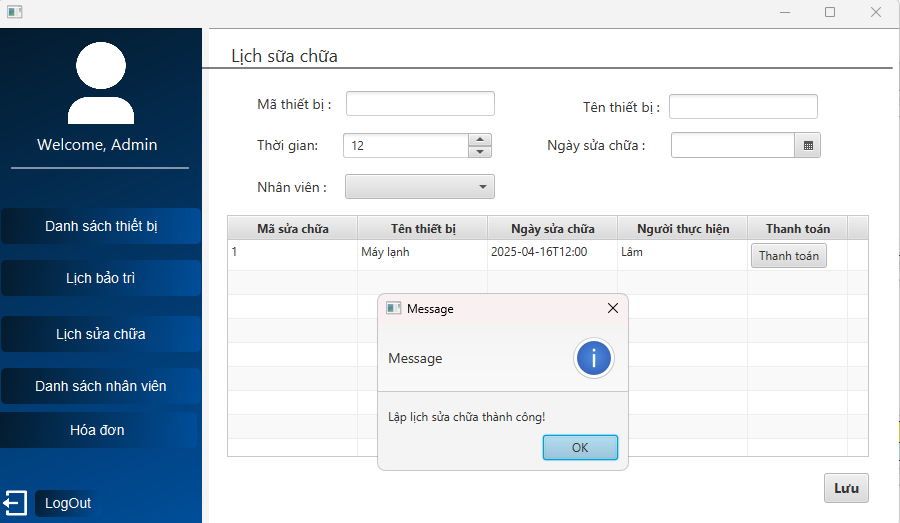 Welcome, Admin
Danh sách thiết bị
Lịch bảo trì
Lịch sửa chữa
Danh sách nhân viên
Hóa đơn
LogOut
Lịch sữa chữa
Mã thiết bị :
Tên thiết bị :
Thời gian:
12
Ngày sửa chữa :
Nhân viên :
Mã sửa chữa Tên thiết bị Ngày sửa chữa Người thực hiện Thanh toán
1 Máy lạnh 2025-04-16T12:00 Lâm Thanh toán
Message
Message
Lập lịch sửa chữa thành công!
OK
Lưu